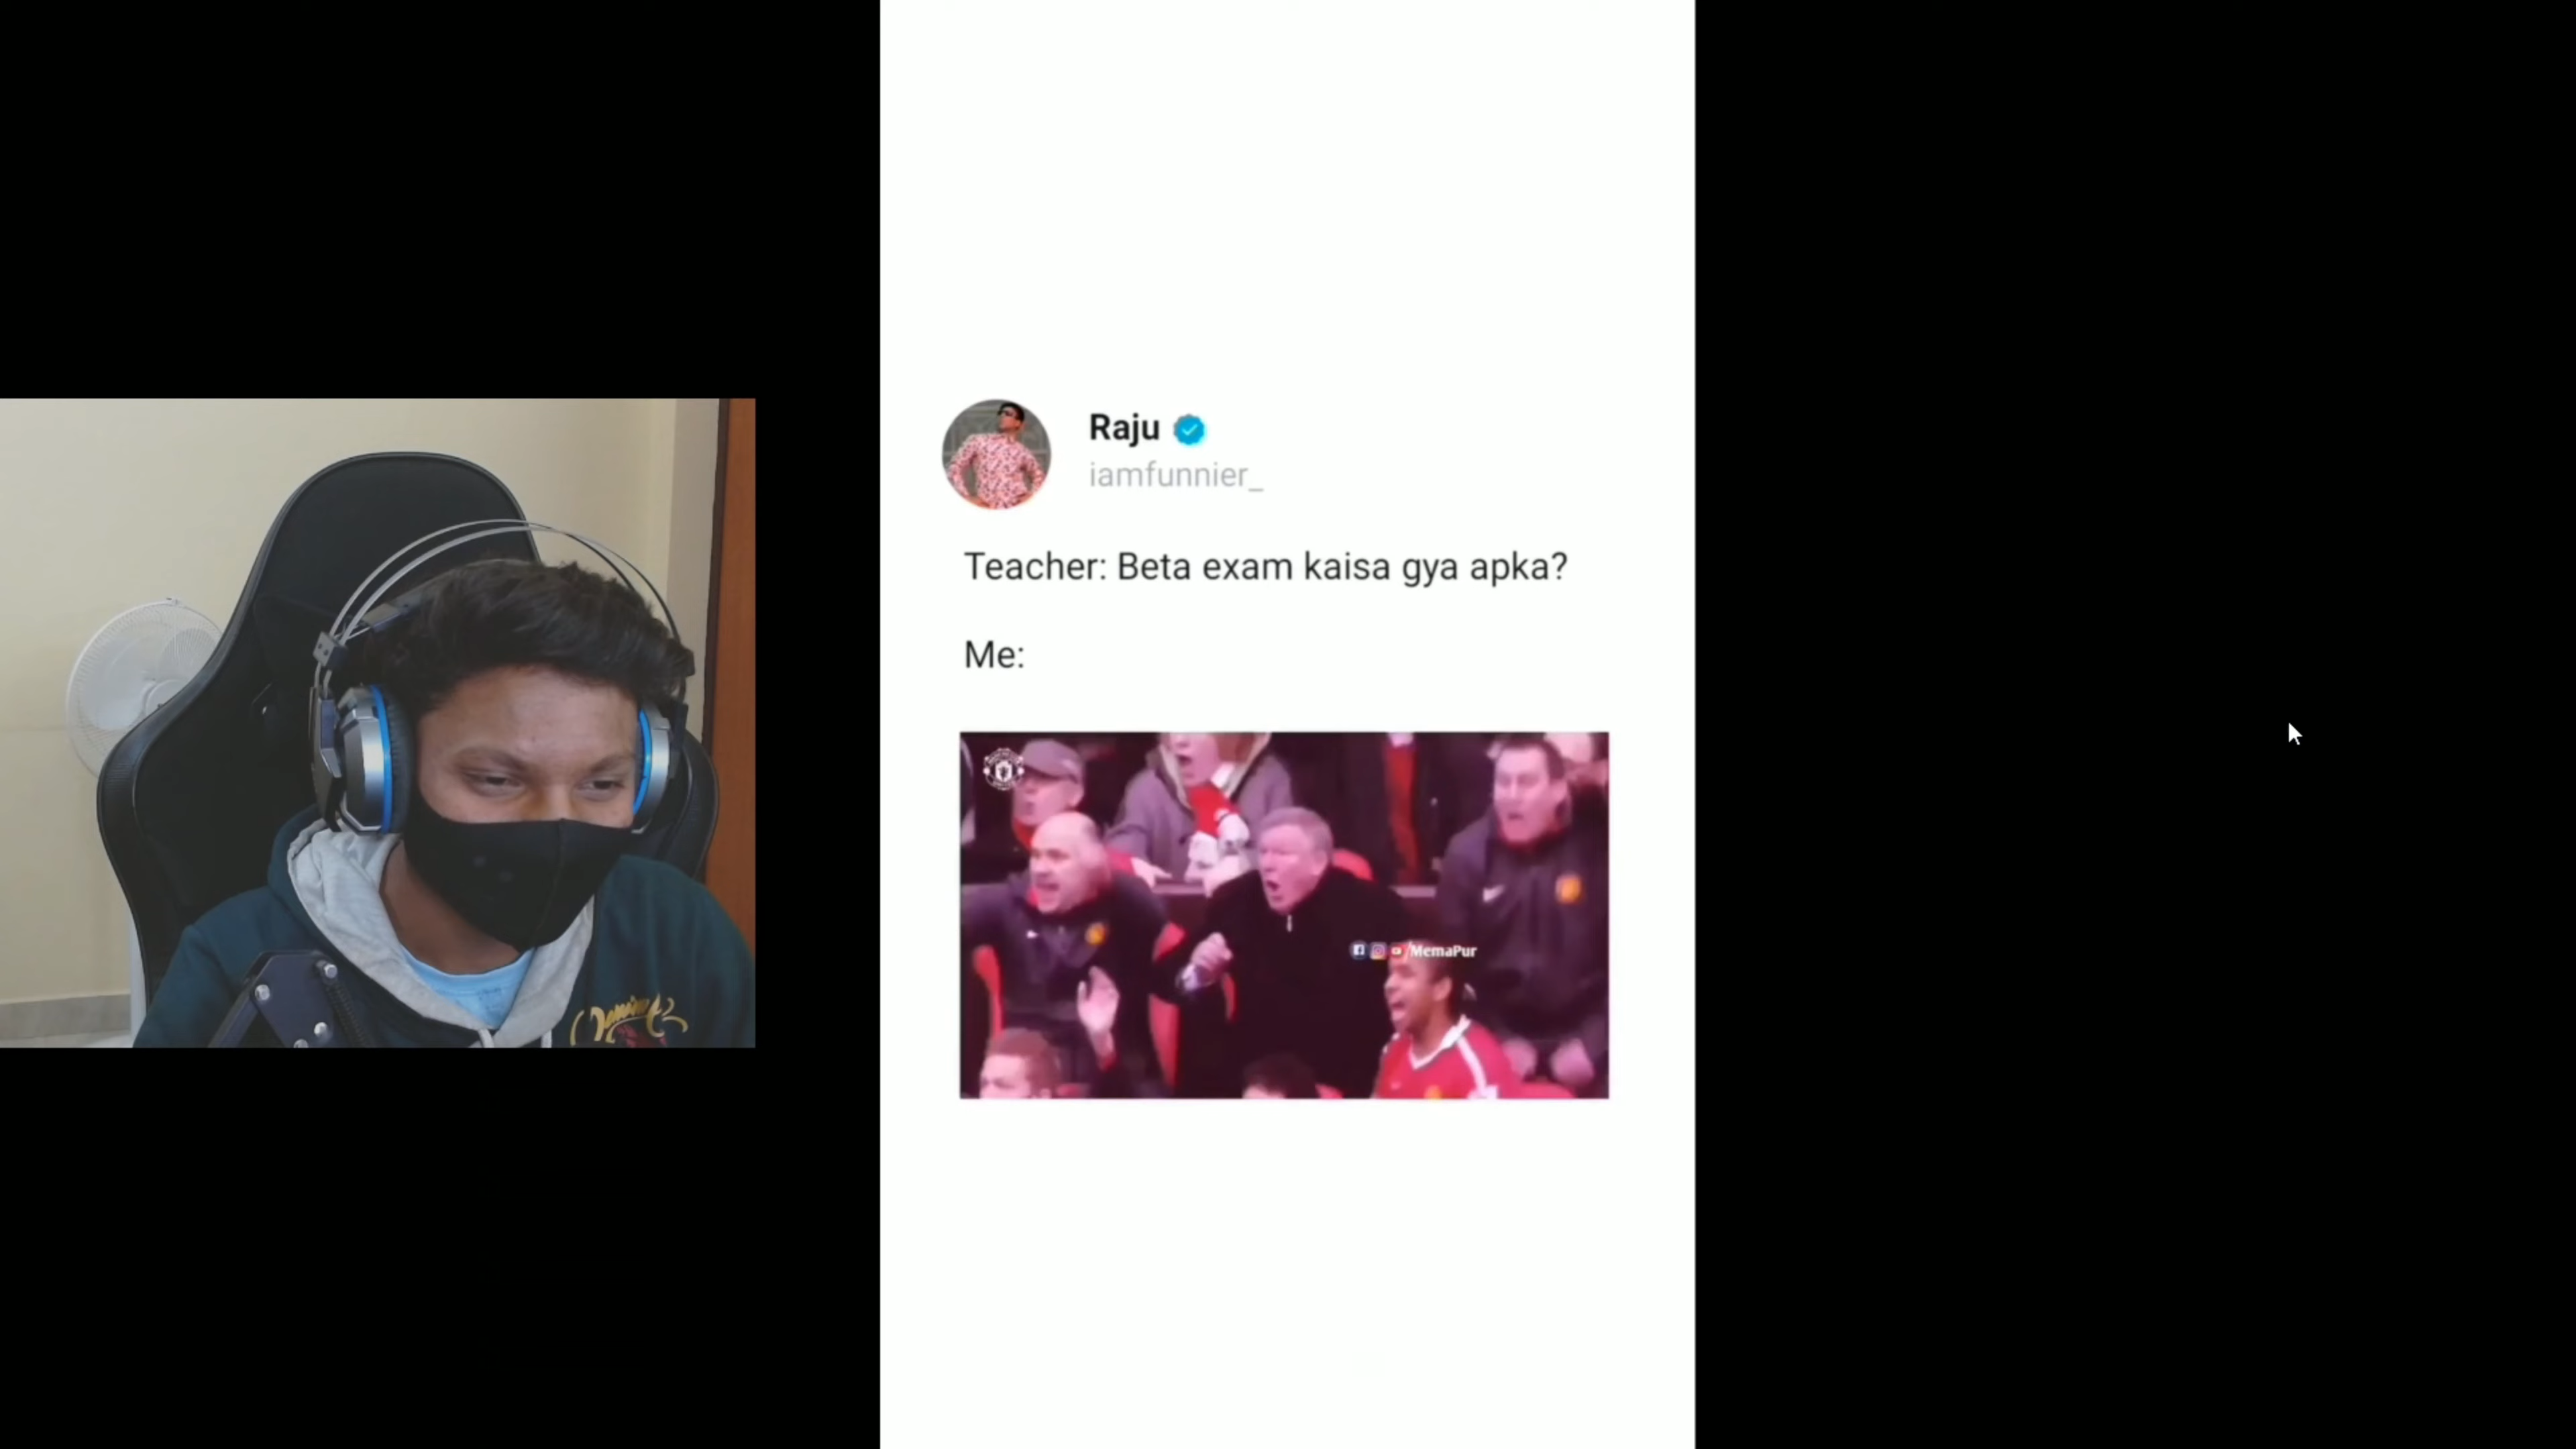 Raju
iamfunnier_
Teacher: Beta exam kaisa gya apka?
Me:
/MemaPur